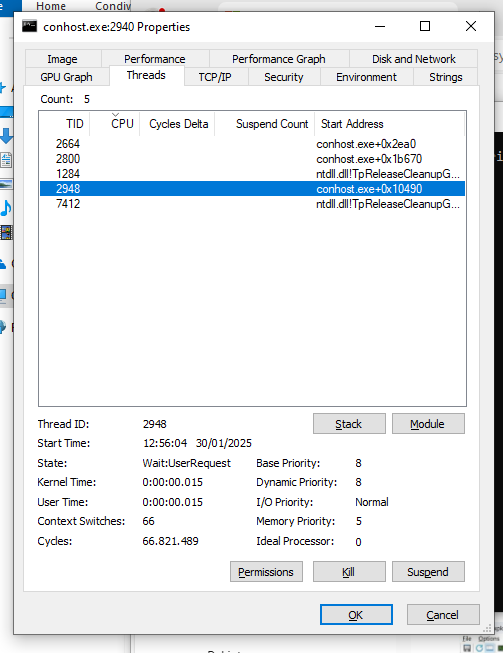 Home Condiv
conhost.exe:2940 Properties
Image Performance Performance Graph Disk and Network
GPU Graph Threads TCP/IP Security Environment Strings
Count: 5
TID CPU Cycles Delta Suspend Count Start Address
2664 conhost.exe+0x2ea0
2800 conhost.exe+0x1b670
1284 ntdll.dll!TpReleaseCleanupG...
2948 conhost.exe+0x10490
7412 ntdll.dll!TpReleaseCleanupG...
Thread ID: 2948 Stack Module
Start Time: 12:56:04 30/01/2025
State: Wait:UserRequest Base Priority: 8
Kernel Time: 0:00:00.015 Dynamic Priority: 8
User Time: 0:00:00.015 I/O Priority: Normal
Context Switches: 66 Memory Priority: 5
Cycles: 66.821.489 Ideal Processor: 0
Permissions Kill Suspend
OK Cancel
File Options